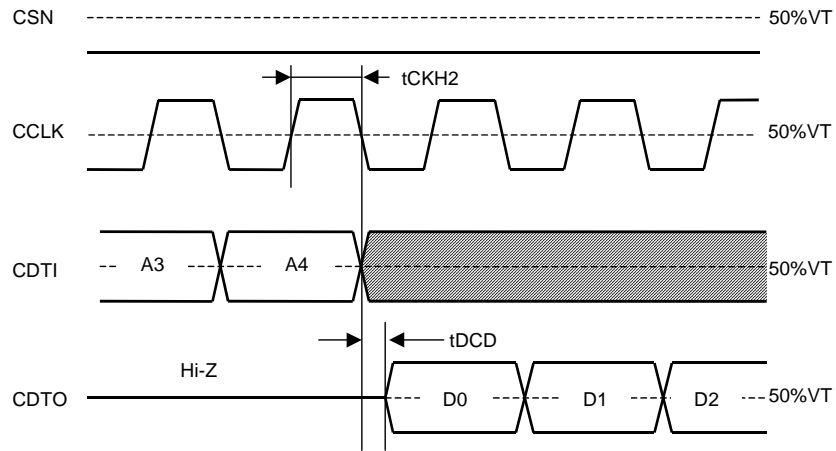 CSN 50%VT
tCKH2
CCLK 50%VT
CDTI A3 A4 50%VT
tDCD
Hi-Z
CDTO D0 D1 D2 50%VT